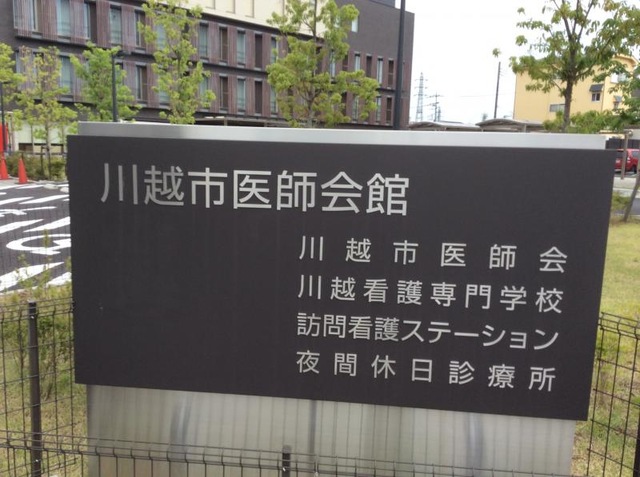 川越市医師会館
川越市医師会
川越看護専門学校
訪問看護ステーション
夜間休日診療所